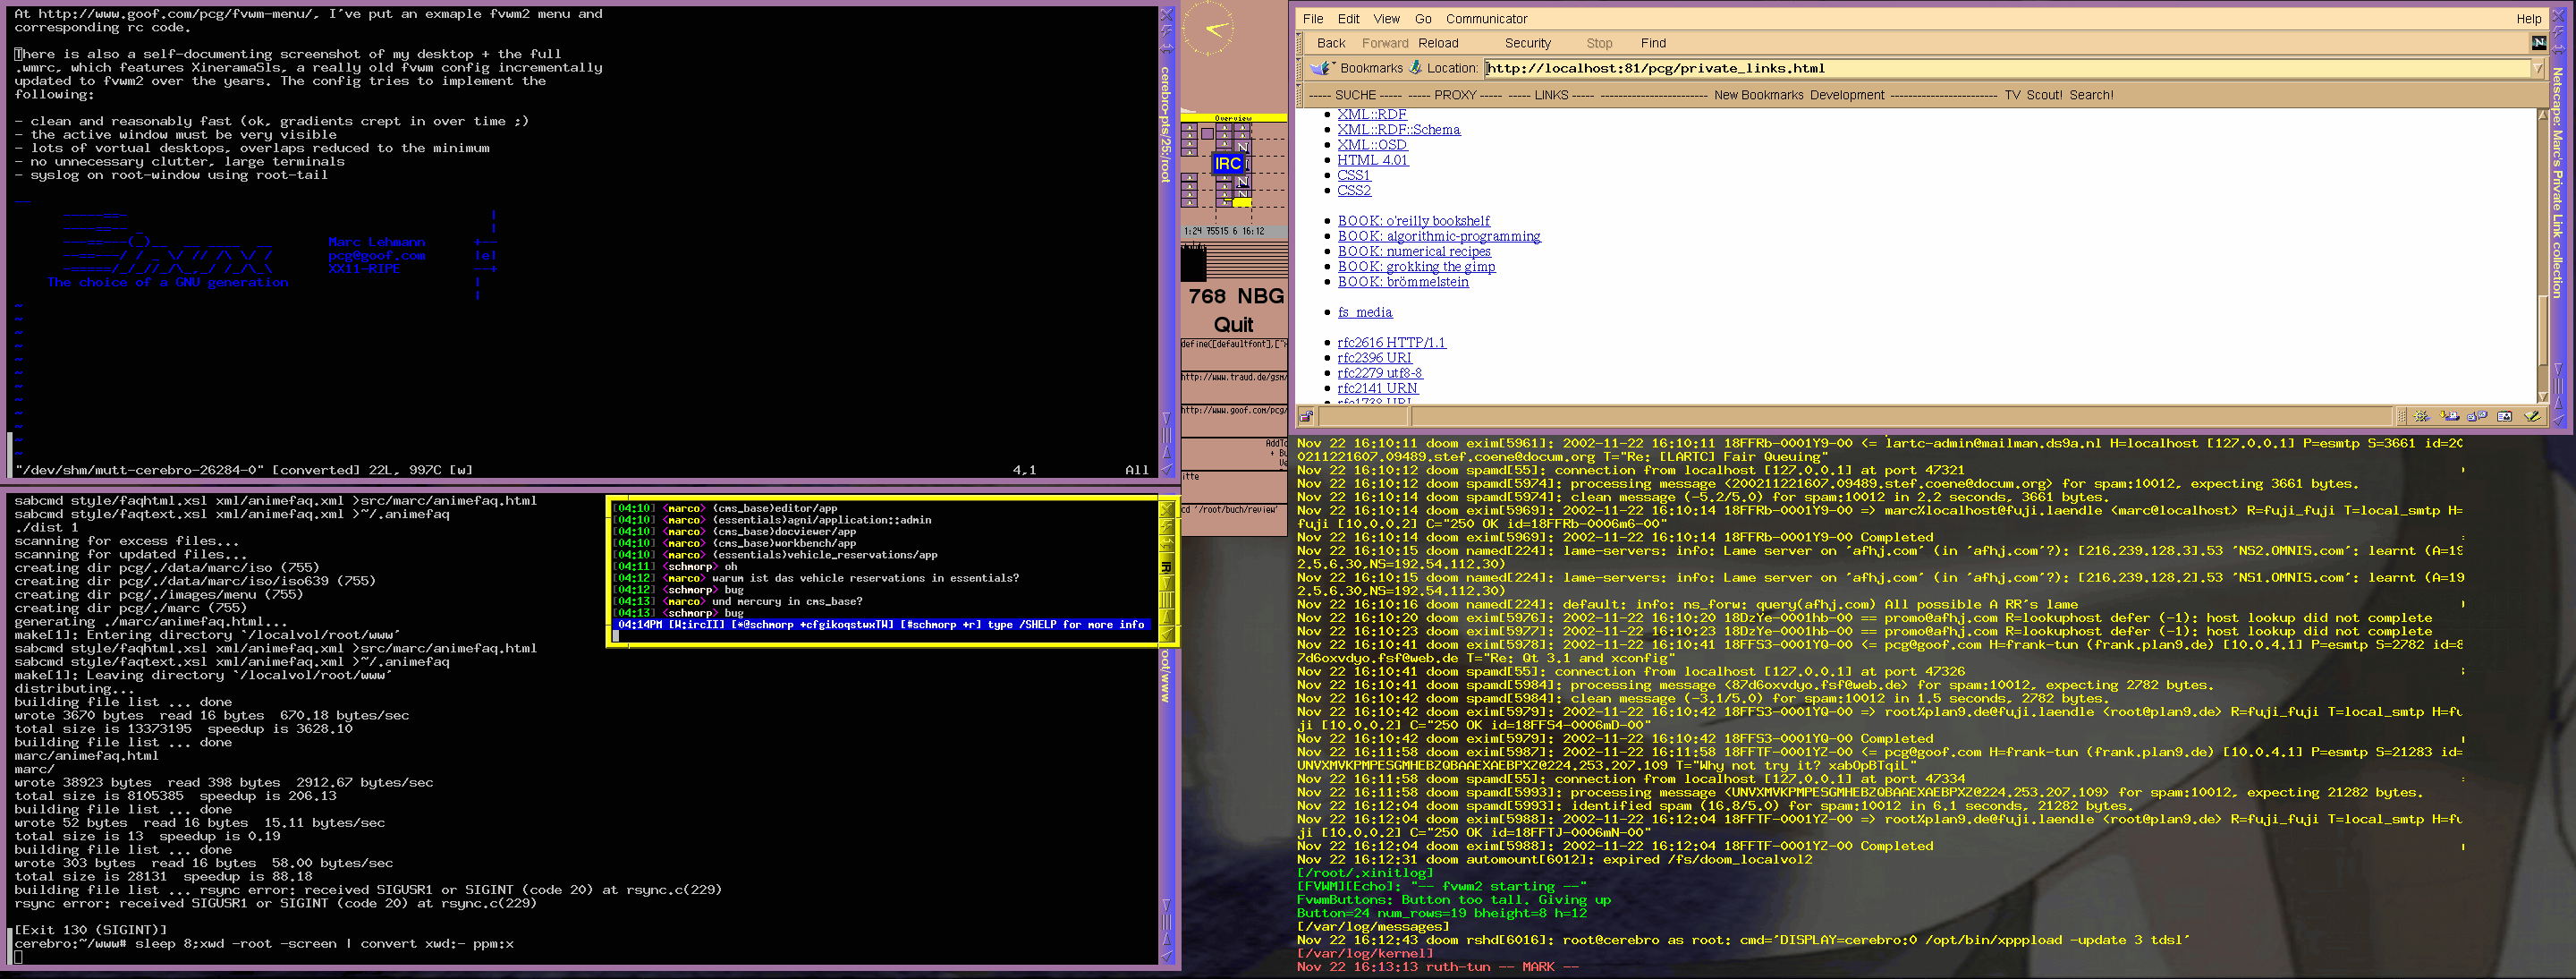 At http://www.goof.com/pcg/fvwm-menu/, I've put an exmaple fvwm2 menu and
corresponding rc code.
There is also a self-documenting screenshot of my desktop + the full
.wmrc, which features XineramaSls, a really old fvwm config incrementally
updated to fvwm2 over the years. The config tries to implement the
following:
- clean and reasonably fast (ok, gradients crept in over time ;)
- the active window must be very visible
- lots of vortual desktops, overlaps reduced to the minimum
- no unnecessary clutter, large terminals
- syslog on root-window using root-tail
Marc Lehmann
pcg@goof.com
XX11-RIPE
The choice of a GNU generation
"/dev/shm/mutt-cerebro-26284-0" [converted] 22L, 997C [w] 4,1 All
cerebro-pts/25:/root
sabcmd style/faqhtml.xsl xml/animefaq.xml >src/marc/animefaq.html
sabcmd style/faqtext.xsl xml/animefaq.xml >~/.animefaq
./dist 1
scanning for excess files...
scanning for updated files...
creating dir pcg/./data/marc/iso (755)
creating dir pcg/./data/marc/iso/iso639 (755)
creating dir pcg/./images/menu (755)
creating dir pcg/./marc (755)
generating ./marc/animefaq.html...
make[1]: Entering directory `/localvol/root/www'
sabcmd style/faqhtml.xsl xml/animefaq.xml >src/marc/animefaq.html
sabcmd style/faqtext.xsl xml/animefaq.xml >~/.animefaq
make[1]: Leaving directory `/localvol/root/www'
distributing...
building file list ... done
wrote 3670 bytes  read 16 bytes  670.18 bytes/sec
total size is 13373195  speedup is 3628.10
building file list ... done
marc/animefaq.html
marc/
wrote 38923 bytes  read 398 bytes  2912.67 bytes/sec
total size is 8105385  speedup is 206.13
building file list ... done
wrote 52 bytes  read 16 bytes  15.11 bytes/sec
total size is 13  speedup is 0.19
building file list ... done
wrote 303 bytes  read 16 bytes  58.00 bytes/sec
total size is 28131  speedup is 88.18
building file list ... rsync error: received SIGUSR1 or SIGINT (code 20) at rsync.c(229)
rsync error: received SIGUSR1 or SIGINT (code 20) at rsync.c(229)
[Exit 130 (SIGINT)]
cerebro:~/www# sleep 8;xwd -root -screen | convert xwd:- ppm:x
root/www
[04:10] <marco> (cms_base)editor/app
[04:10] <marco> (essentials)agni/application::admin
[04:10] <marco> (cms_base)docviewer/app
[04:10] <marco> (cms_base)workbench/app
[04:10] <marco> (essentials)vehicle_reservations/app
[04:11] <schmorp> oh
[04:12] <marco> warum ist das vehicle reservations in essentials?
[04:12] <schmorp> bug
[04:13] <marco> und mercury in cms_base?
[04:13] <schmorp> bug
04:14PM [W:ircII] [*@schmorp +cfgikoqstwxTW] [#schmorp +r] type /SHELP for more info
Overview
IRC
1:24 75515 6 16:12
768 NBG
Quit
define([defaultfont],["
http://www.traud.de/gsm/
http://www.goof.com/pcg/
AddTo
+ Bu
itte
cd '/root/buch/review'
File Edit View Go Communicator Help
Back Forward Reload Security Stop Find
Bookmarks Location: http://localhost:81/pcg/private_links.html
----- SUCHE ----- ----- PROXY ----- ----- LINKS ----- ------------------------ New Bookmarks Development ------------------------ TV Scout! Search!
XML::RDF
XML::RDF::Schema
XML::OSD
HTML 4.01
CSS1
CSS2
BOOK: o'reilly bookshelf
BOOK: algorithmic-programming
BOOK: numerical recipes
BOOK: grokking the gimp
BOOK: brömmelstein
fs_media
rfc2616 HTTP/1.1
rfc2396 URI
rfc2279 utf8-8
rfc2141 URN
rfc1738 URL
Netscape: Marc's Private Link collection
Nov 22 16:10:11 doom exim[5961]: 2002-11-22 16:10:11 18FFRb-0001Y9-00 <= lartc-admin@mailman.ds9a.nl H=localhost [127.0.0.1] P=esmtp S=3661 id=20
0211221607.09489.stef.coene@docum.org T="Re: [LARTC] Fair Queuing"
Nov 22 16:10:12 doom spamd[55]: connection from localhost [127.0.0.1] at port 47321
Nov 22 16:10:12 doom spamd[5974]: processing message <200211221607.09489.stef.coene@docum.org> for spam:10012, expecting 3661 bytes.
Nov 22 16:10:14 doom spamd[5974]: clean message (-5.2/5.0) for spam:10012 in 2.2 seconds, 3661 bytes.
Nov 22 16:10:14 doom exim[5969]: 2002-11-22 16:10:14 18FFRb-0001Y9-00 => marc%localhost@fuji.laendle <marc@localhost> R=fuji_fuji T=local_smtp H=
fuji [10.0.0.2] C="250 OK id=18FFRb-0006m6-00"
Nov 22 16:10:14 doom exim[5969]: 2002-11-22 16:10:14 18FFRb-0001Y9-00 Completed
Nov 22 16:10:15 doom named[224]: lame-servers: info: Lame server on 'afhj.com' (in 'afhj.com'?): [216.239.128.3].53 'NS2.OMNIS.com': learnt (A=19
2.5.6.30,NS=192.54.112.30)
Nov 22 16:10:15 doom named[224]: lame-servers: info: Lame server on 'afhj.com' (in 'afhj.com'?): [216.239.128.2].53 'NS1.OMNIS.com': learnt (A=19
2.5.6.30,NS=192.54.112.30)
Nov 22 16:10:16 doom named[224]: default: info: ns_forw: query(afhj.com) All possible A RR's lame
Nov 22 16:10:20 doom exim[5976]: 2002-11-22 16:10:20 18DzYe-0001hb-00 == promo@afhj.com R=lookuphost defer (-1): host lookup did not complete
Nov 22 16:10:23 doom exim[5977]: 2002-11-22 16:10:23 18DzYe-0001hb-00 == promo@afhj.com R=lookuphost defer (-1): host lookup did not complete
Nov 22 16:10:41 doom exim[5978]: 2002-11-22 16:10:41 18FFS3-0001YQ-00 <= pcg@goof.com H=frank-tun (frank.plan9.de) [10.0.4.1] P=esmtp S=2782 id=8
7d6oxvdyo.fsf@web.de T="Re: Qt 3.1 and xconfig"
Nov 22 16:10:41 doom spamd[55]: connection from localhost [127.0.0.1] at port 47326
Nov 22 16:10:41 doom spamd[5984]: processing message <87d6oxvdyo.fsf@web.de> for spam:10012, expecting 2782 bytes.
Nov 22 16:10:42 doom spamd[5984]: clean message (-3.1/5.0) for spam:10012 in 1.5 seconds, 2782 bytes.
Nov 22 16:10:42 doom exim[5979]: 2002-11-22 16:10:42 18FFS3-0001YQ-00 => root%plan9.de@fuji.laendle <root@plan9.de> R=fuji_fuji T=local_smtp H=fu
ji [10.0.0.2] C="250 OK id=18FFS4-0006mD-00"
Nov 22 16:10:42 doom exim[5979]: 2002-11-22 16:10:42 18FFS3-0001YQ-00 Completed
Nov 22 16:11:58 doom exim[5987]: 2002-11-22 16:11:58 18FFTF-0001YZ-00 <= pcg@goof.com H=frank-tun (frank.plan9.de) [10.0.4.1] P=esmtp S=21283 id=
UNVXMVKPMPESGMHEBZQBAAEXAEBPXZ@224.253.207.109 T="Why not try it? xabOpBTqiL"
Nov 22 16:11:58 doom spamd[55]: connection from localhost [127.0.0.1] at port 47334
Nov 22 16:11:58 doom spamd[5993]: processing message <UNVXMVKPMPESGMHEBZQBAAEXAEBPXZ@224.253.207.109> for spam:10012, expecting 21282 bytes.
Nov 22 16:12:04 doom spamd[5993]: identified spam (16.8/5.0) for spam:10012 in 6.1 seconds, 21282 bytes.
Nov 22 16:12:04 doom exim[5988]: 2002-11-22 16:12:04 18FFTF-0001YZ-00 => root%plan9.de@fuji.laendle <root@plan9.de> R=fuji_fuji T=local_smtp H=fu
ji [10.0.0.2] C="250 OK id=18FFTJ-0006mN-00"
Nov 22 16:12:04 doom exim[5988]: 2002-11-22 16:12:04 18FFTF-0001YZ-00 Completed
Nov 22 16:12:31 doom automount[6012]: expired /fs/doom_localvol2
[/root/.xinitlog]
[FVWM][Echo]: "-- fvwm2 starting --"
FvwmButtons: Button too tall. Giving up
Button=24 num_rows=19 bheight=8 h=12
[/var/log/messages]
Nov 22 16:12:43 doom rshd[6016]: root@cerebro as root: cmd='DISPLAY=cerebro:0 /opt/bin/xpppload -update 3 tdsl'
[/var/log/kernel]
Nov 22 16:13:13 ruth-tun -- MARK --